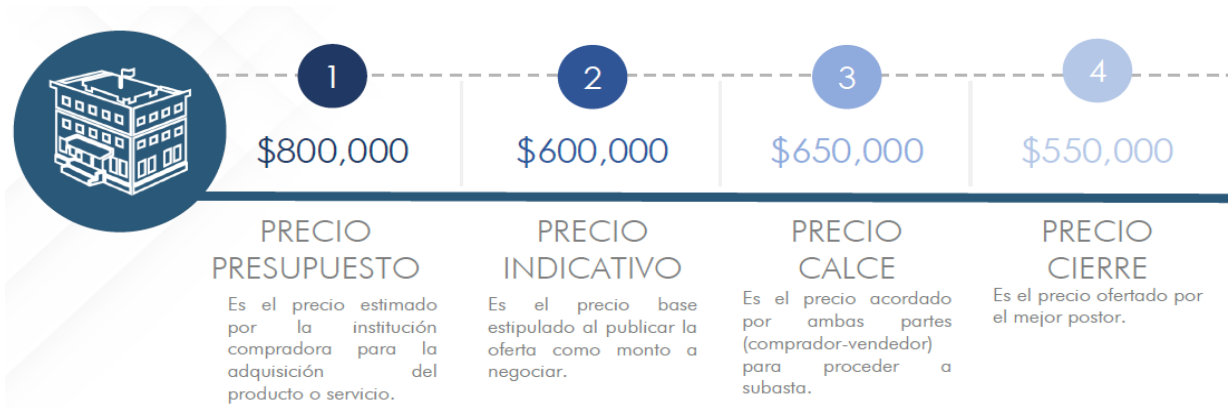 1
$800,000
PRECIO
PRESUPUESTO
Es el precio estimado
por la institución
compradora para la
adquisición del
producto o servicio.
2
$600,000
PRECIO
INDICATIVO
Es el precio base
estipulado al publicar la
oferta como monto a
negociar.
3
$650,000
PRECIO
CALCE
Es el precio acordado
por ambas partes
(comprador-vendedor)
para proceder a
subasta.
4
$550,000
PRECIO
CIERRE
Es el precio ofertado por
el mejor postor.